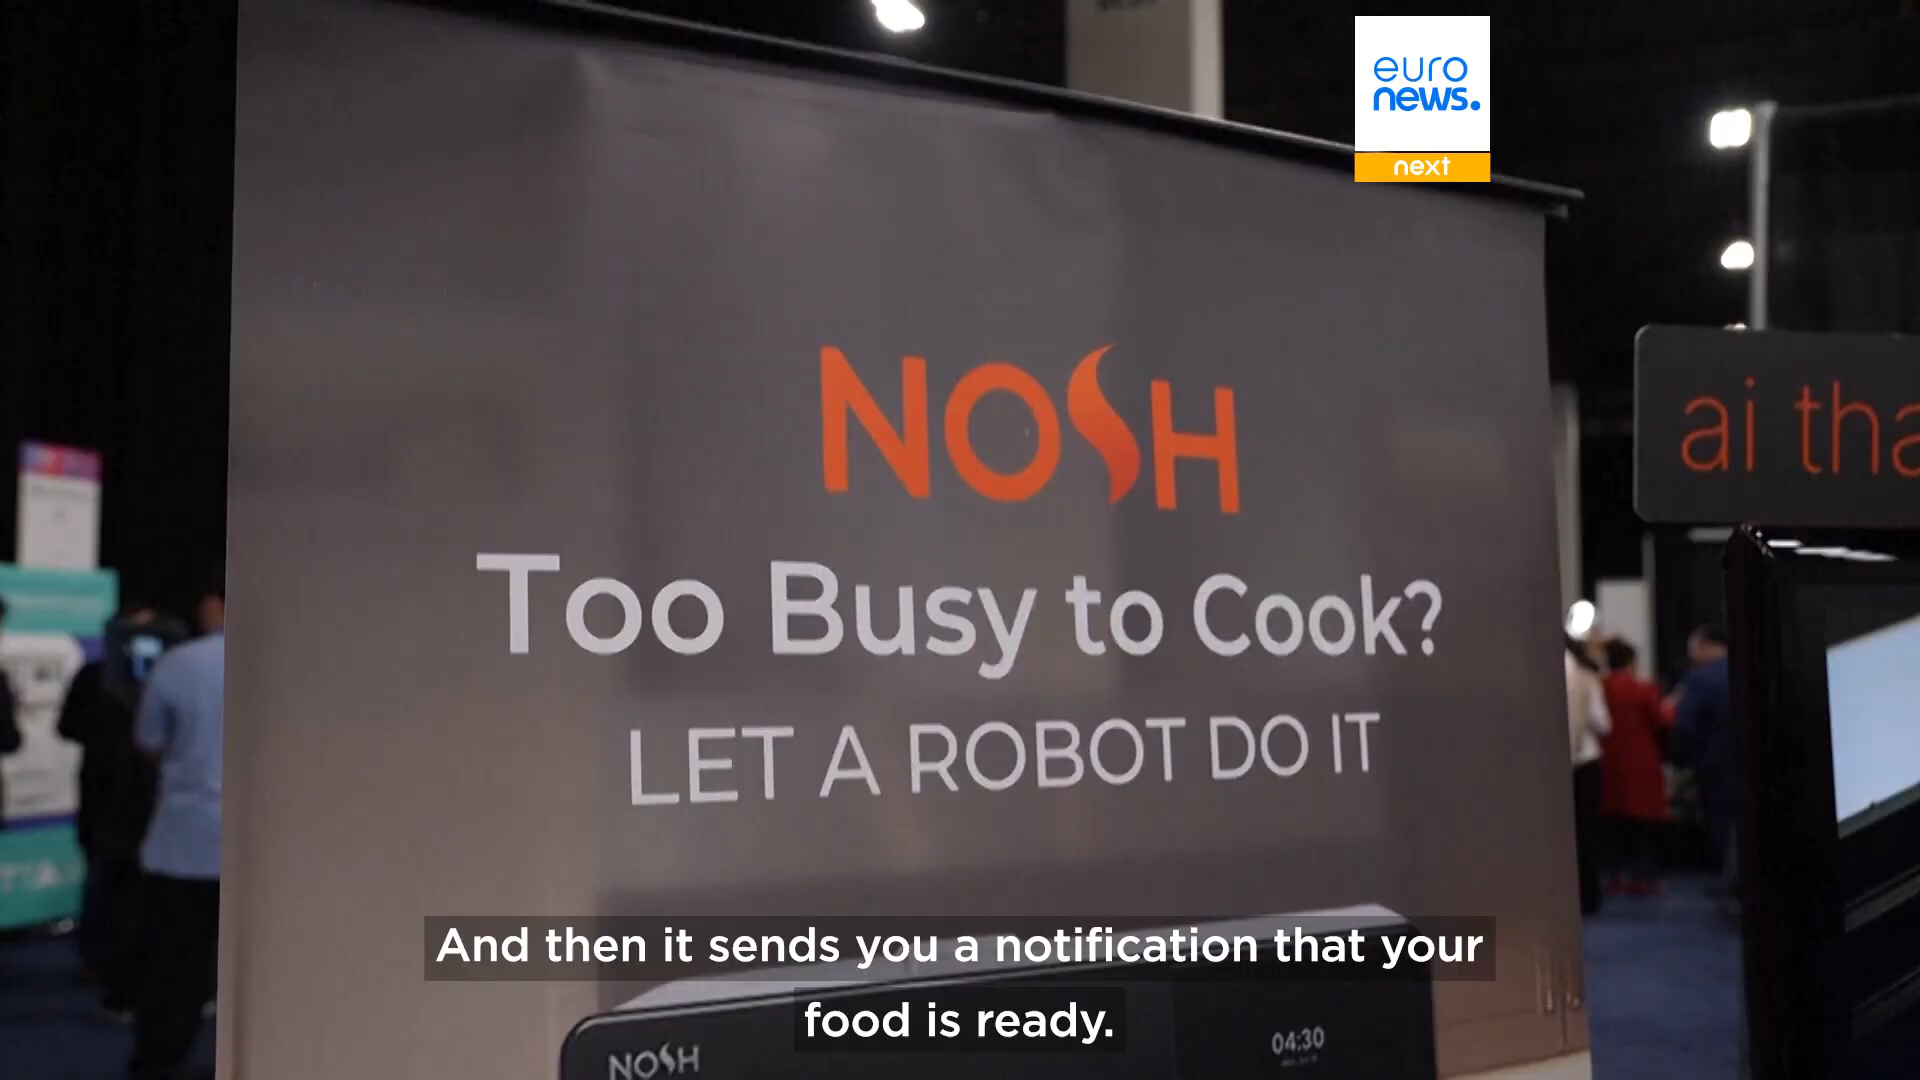 euro
news.
next
NOSH
ai tha
Too Busy to Cook?
LET A ROBOT DO IT
And then it sends you a notification that your
food is ready.
NOSH
04:30